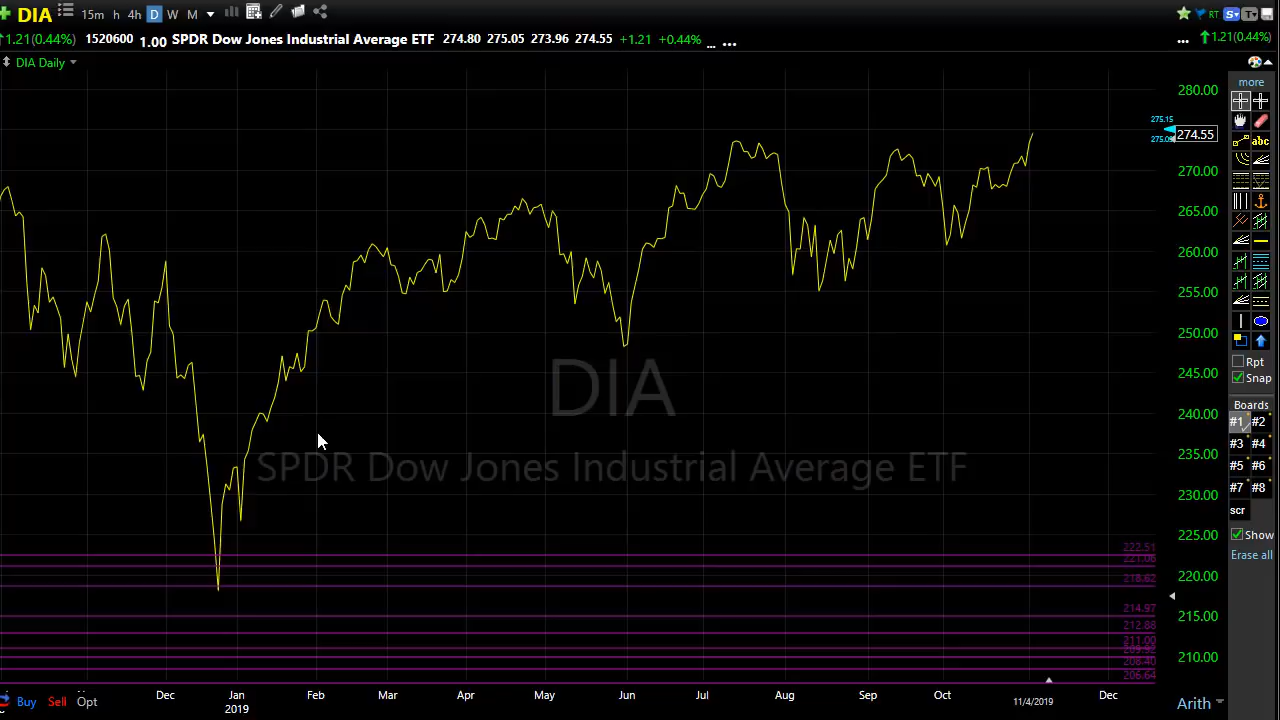 DIA 15m h 4h D W M RT S T
1.21(0.44%) 1520600 1.00 SPDR Dow Jones Industrial Average ETF 274.80 275.05 273.96 274.55 +1.21 +0.44% ... ... ... 1.21(0.44%)
DIA Daily
more
280.00
275.15
274.55
abc
270.00
265.00
260.00
255.00
250.00
Rpt
245.00
Snap
DIA
Boards
240.00
#1 #2
#3 #4
235.00
SPDR Dow Jones Industrial Average ETF
#5 #6
#7 #8
230.00
scr
225.00
Show
222.51
221.06
Erase all
220.00
218.62
214.97
215.00
212.88
211.00
210.00
208.40
206.64
Dec Jan Feb Mar Apr May Jun Jul Aug Sep Oct Dec
Buy Sell Opt 2019 11/4/2019 Arith